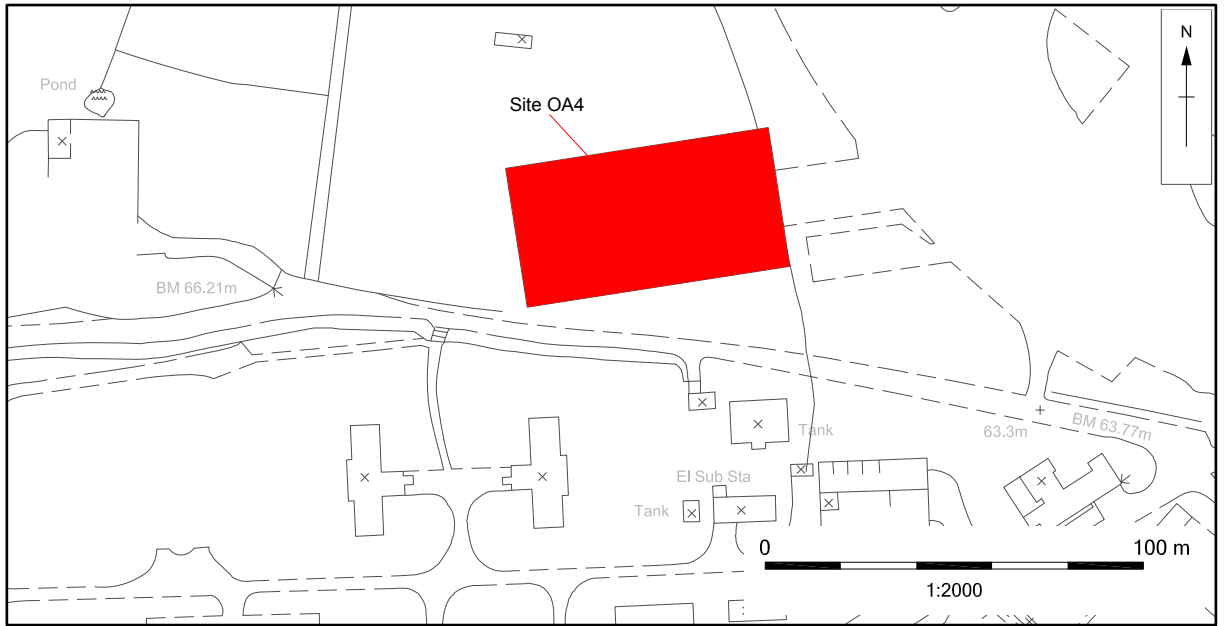 N
Pond
Site OA4
BM 66.21m
Tank
63.3m
BM 63.77m
El Sub Sta
Tank
0
100 m
1:2000